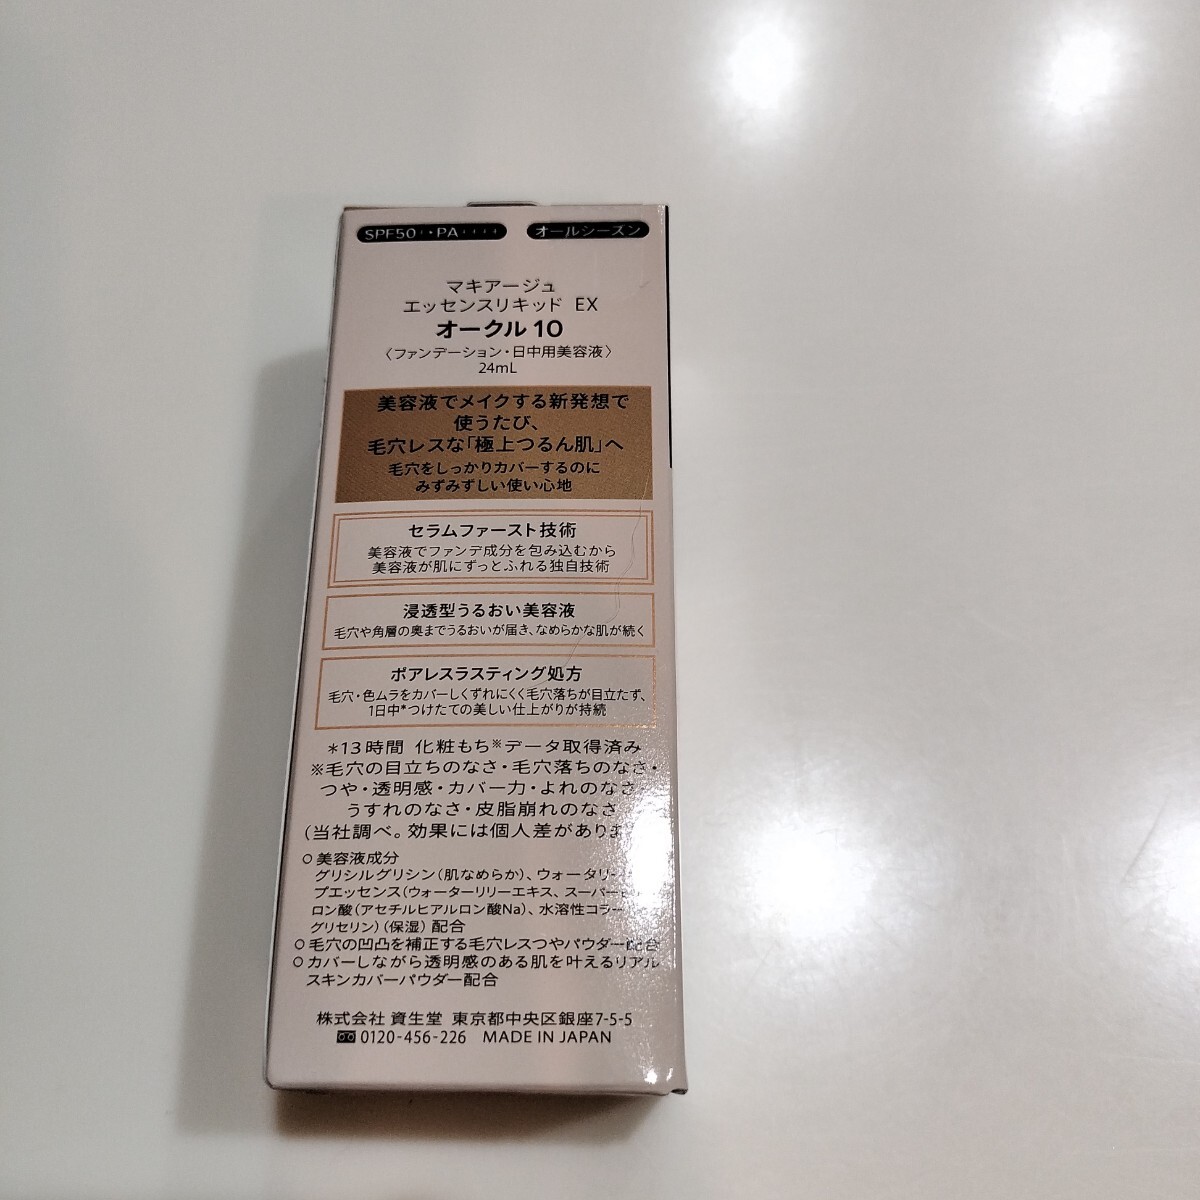 SPF50+・PA++++ オールシーズン
マキアージュ
エッセンスリキッド EX
オークル 10
〈ファンデーション・日中用美容液〉
24mL
美容液でメイクする新発想で
使うたび、
毛穴レスな「極上つるん肌」へ
毛穴をしっかりカバーするのに
みずみずしい使い心地
セラムファースト技術
美容液でファンデ成分を包み込むから
美容液が肌にずっとふれる独自技術
浸透型うるおい美容液
毛穴や角層の奥までうるおいが届き、なめらかな肌が続く
ポアレスラスティング処方
毛穴・色ムラをカバーしくずれにくく毛穴落ちが目立たず、
1日中*つけたての美しい仕上がりが持続
*13時間 化粧もち※データ取得済み
※毛穴の目立ちのなさ・毛穴落ちのなさ・
つや・透明感・カバー力・よれのなさ
うすれのなさ・皮脂崩れのなさ
(当社調べ。効果には個人差があります
○ 美容液成分
グリシルグリシン(肌なめらか)、ウォータリー
プエッセンス(ウォーターリリーエキス、スーパー
ロン酸(アセチルヒアルロン酸Na)、水溶性コラー
グリセリン)(保湿)配合
○ 毛穴の凹凸を補正する毛穴レスつやパウダー配合
○ カバーしながら透明感のある肌を叶えるリアル
スキンカバーパウダー配合
株式会社 資生堂 東京都中央区銀座7-5-5
0120-456-226 MADE IN JAPAN